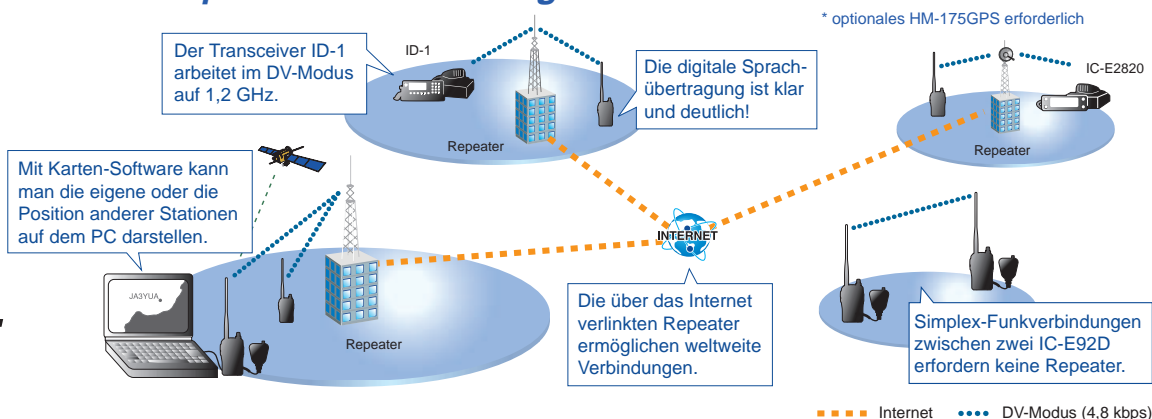 * optionales HM-175GPS erforderlich
Der Transceiver ID-1
arbeitet im DV-Modus
auf 1,2 GHz.
ID-1
Repeater
Die digitale Sprach-
übertragung ist klar
und deutlich!
IC-E2820
Repeater
Mit Karten-Software kann
man die eigene oder die
Position anderer Stationen
auf dem PC darstellen.
JA3YUA
Repeater
INTERNET
Die über das Internet
verlinkten Repeater
ermöglichen weltweite
Verbindungen.
Simplex-Funkverbindungen
zwischen zwei IC-E92D
erfordern keine Repeater.
Internet
DV-Modus (4,8 kbps)